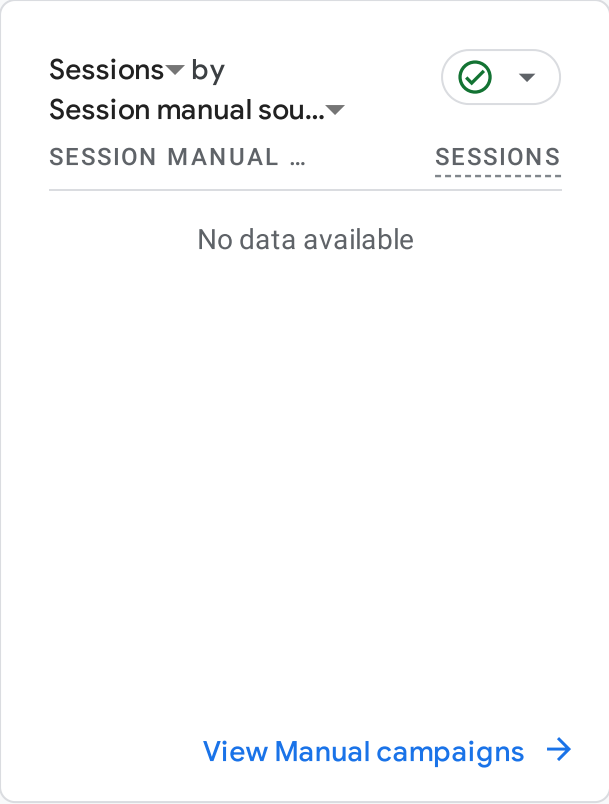 Sessions by
Session manual sou...
SESSION MANUAL ...
SESSIONS
No data available
View Manual campaigns